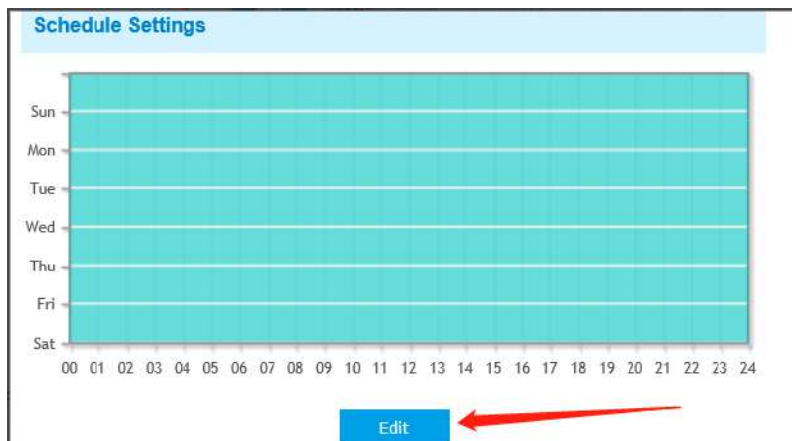 Schedule Settings
Sun
Mon
Tue
Wed
Thu
Fri
Sat
00 01 02 03 04 05 06 07 08 09 10 11 12 13 14 15 16 17 18 19 20 21 22 23 24
Edit